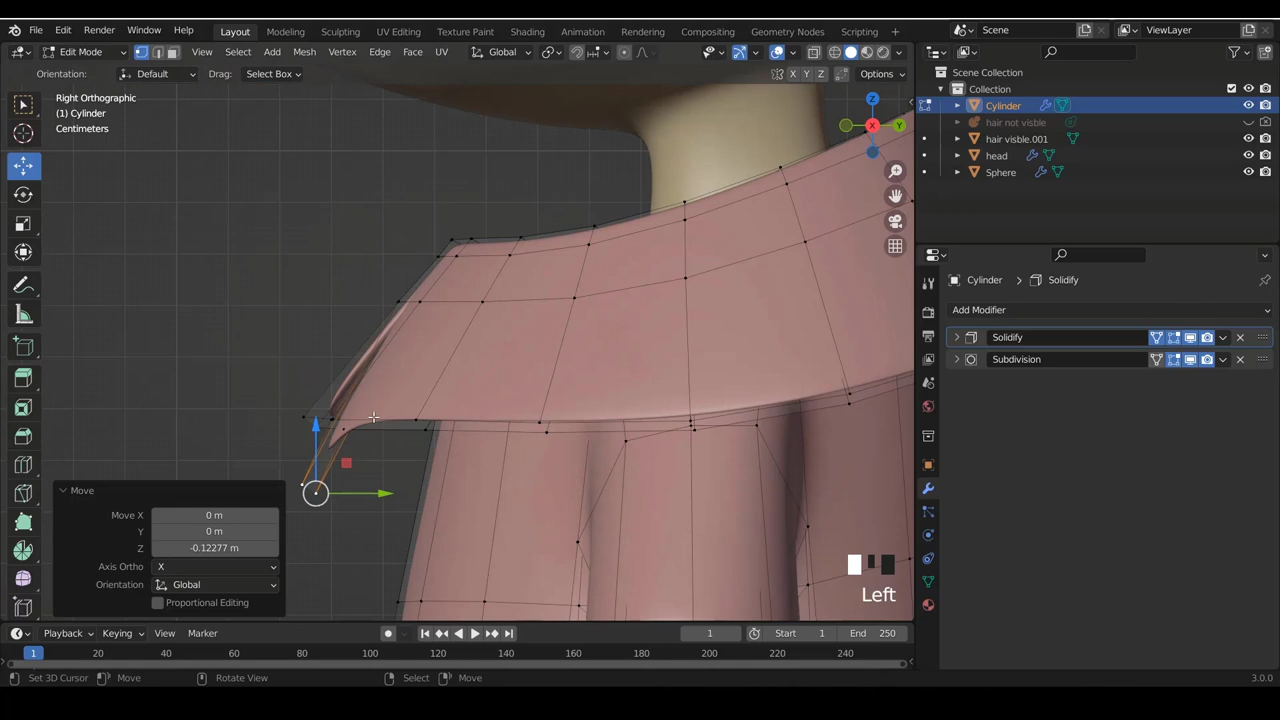 File Edit Render Window Help Layout Modeling Sculpting UV Editing Texture Paint Shading Animation Rendering Compositing Geometry Nodes Scripting Scene ViewLayer
Edit Mode View Select Add Mesh Vertex Edge Face UV Global
Orientation: Default Drag: Select Box X Y Z Options
Scene Collection
Collection
Cylinder
hair not visble
hair visble.001
head
Sphere
Right Orthographic
(1) Cylinder
Centimeters
Z
X
Y
Cylinder > Solidify
Add Modifier
Solidify
Subdivision
Move
Move X 0 m
Y 0 m
Z -0.12277 m
Axis Ortho X
Orientation Global
Proportional Editing
Left
Playback Keying View Marker 1 Start 1 End 250
1 20 40 60 80 100 120 140 160 180 200 220 240
Set 3D Cursor Move Rotate View Select Move 3.0.0